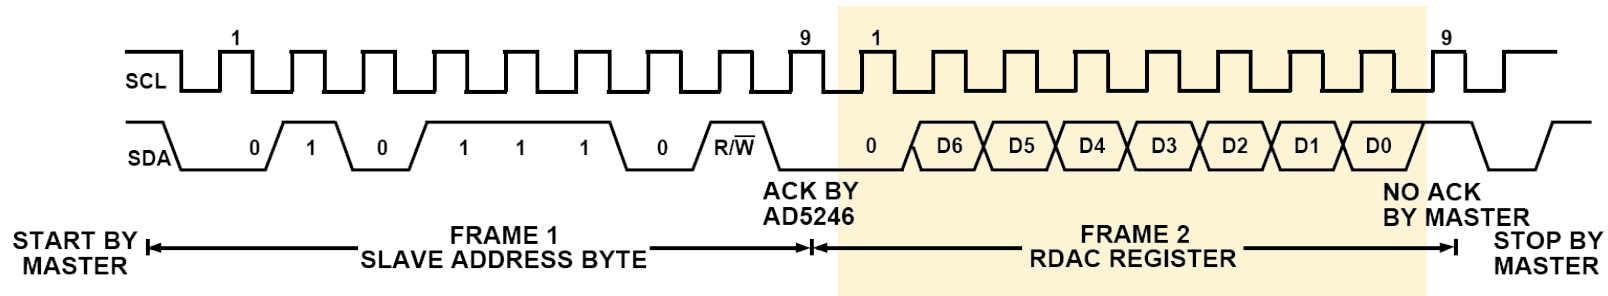 1 9 1 9
SCL
SDA
0 1 0 1 1 1 0 R/W̅ 0 D6 D5 D4 D3 D2 D1 D0
ACK BY
AD5246
NO ACK
BY MASTER
START BY
MASTER
FRAME 1
SLAVE ADDRESS BYTE
FRAME 2
RDAC REGISTER
STOP BY
MASTER